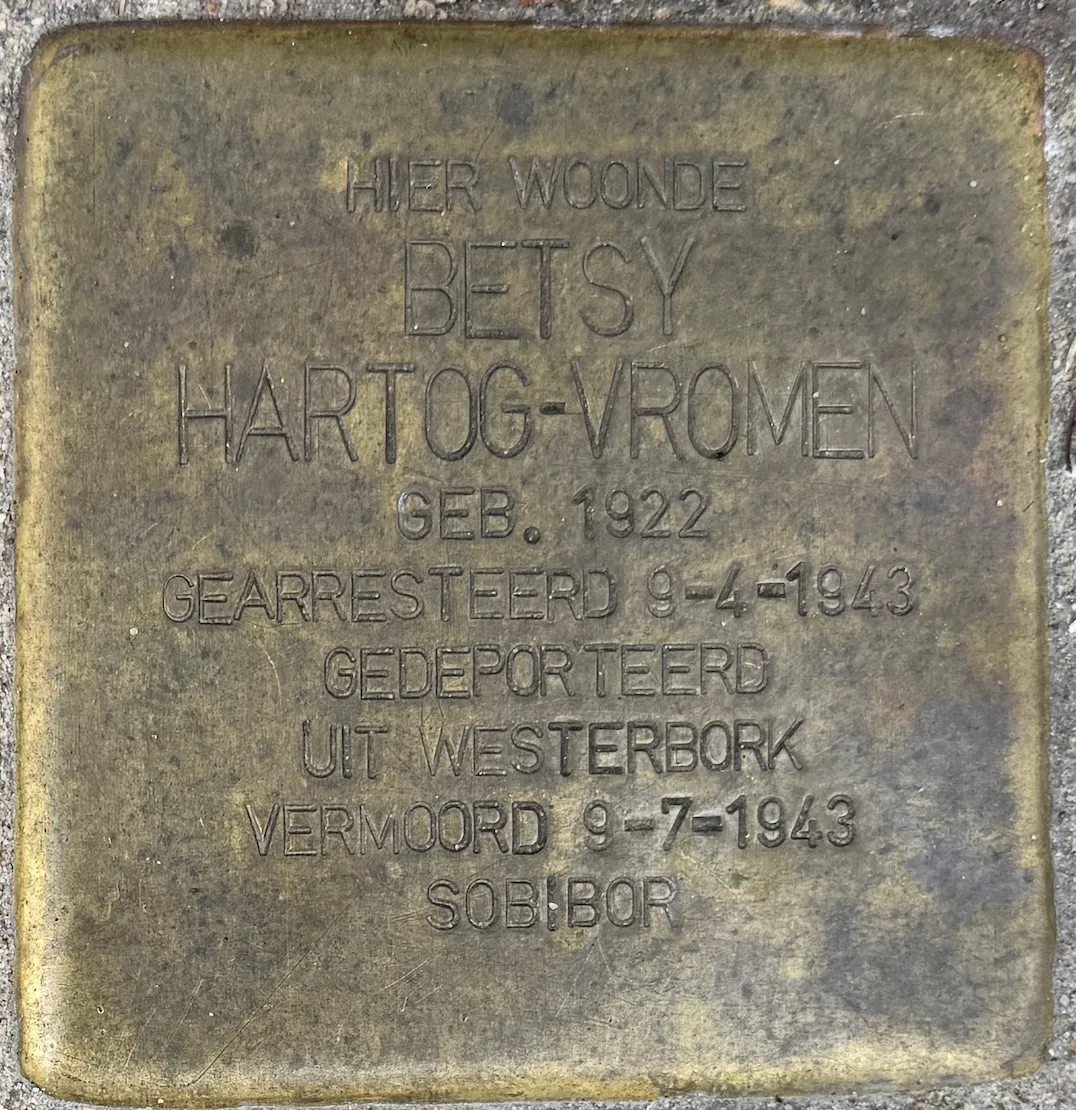 HIER WOONDE
BETSY
HARTOG-VROMEN
GEB. 1922
GEARRESTEERD 9-4-1943
GEDEPORTEERD
UIT WESTERBORK
VERMOORD 9-7-1943
SOBIBOR